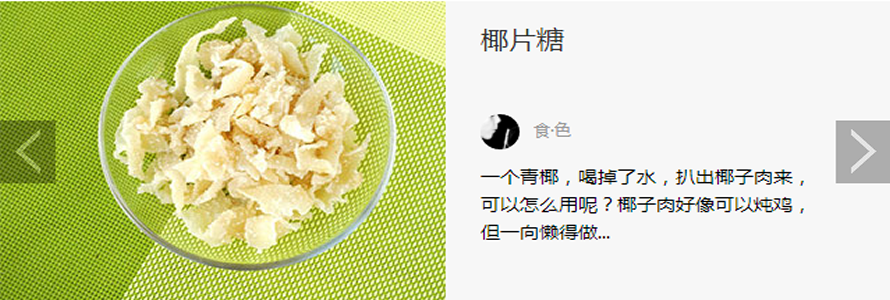 椰片糖
食·色
一个青椰，喝掉了水，扒出椰子肉来，
可以怎么用呢？椰子肉好像可以炖鸡，
但一向懒得做...